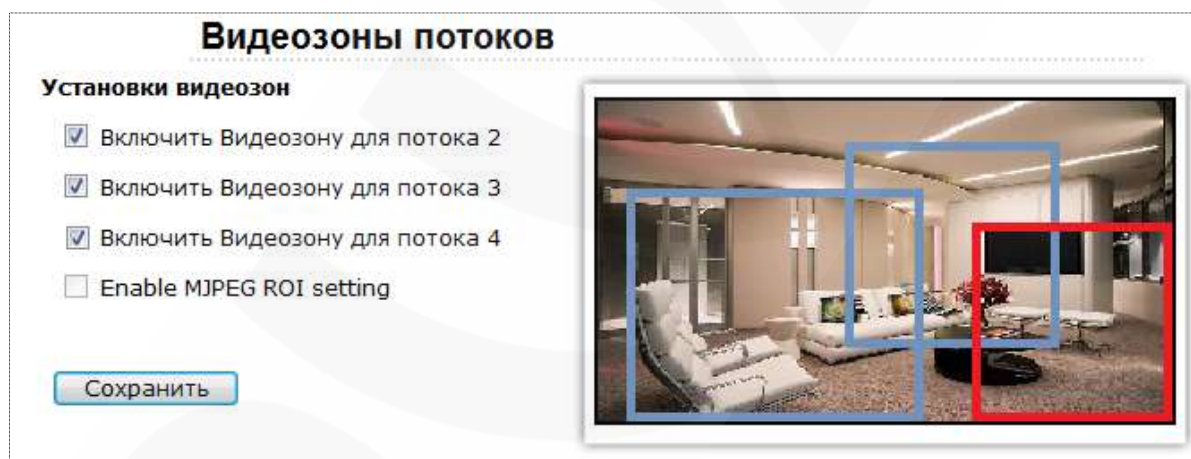 Видеозоны потоков
Установки видеозон
Включить Видеозону для потока 2
Включить Видеозону для потока 3
Включить Видеозону для потока 4
Enable MJPEG ROI setting
Сохранить